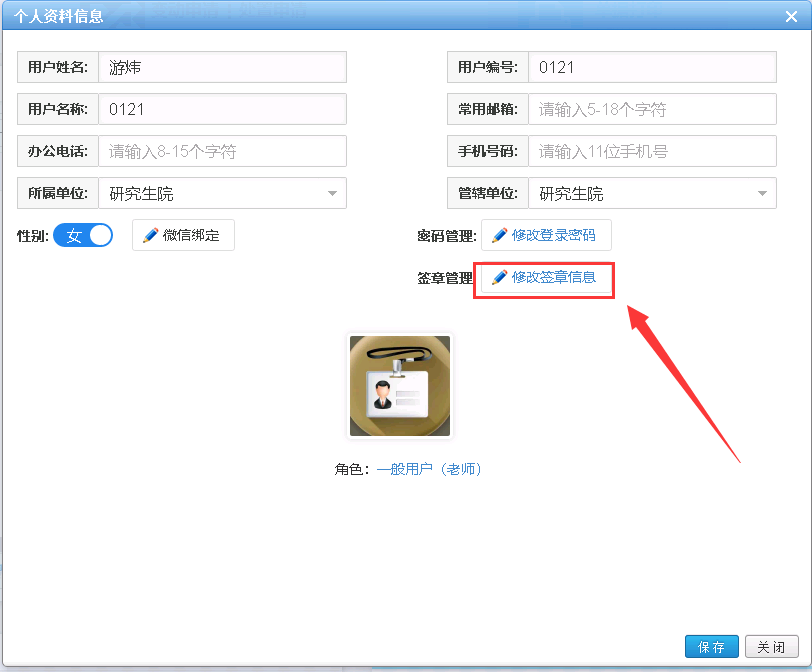 个人资料信息
用户姓名: 游炜 用户编号: 0121
用户名称: 0121 常用邮箱: 请输入5-18个字符
办公电话: 请输入8-15个字符 手机号码: 请输入11位手机号
所属单位: 研究生院 管辖单位: 研究生院
性别: 女 微信绑定 密码管理: 修改登录密码
签章管理 修改签章信息
角色：一般用户（老师）
保存 关闭